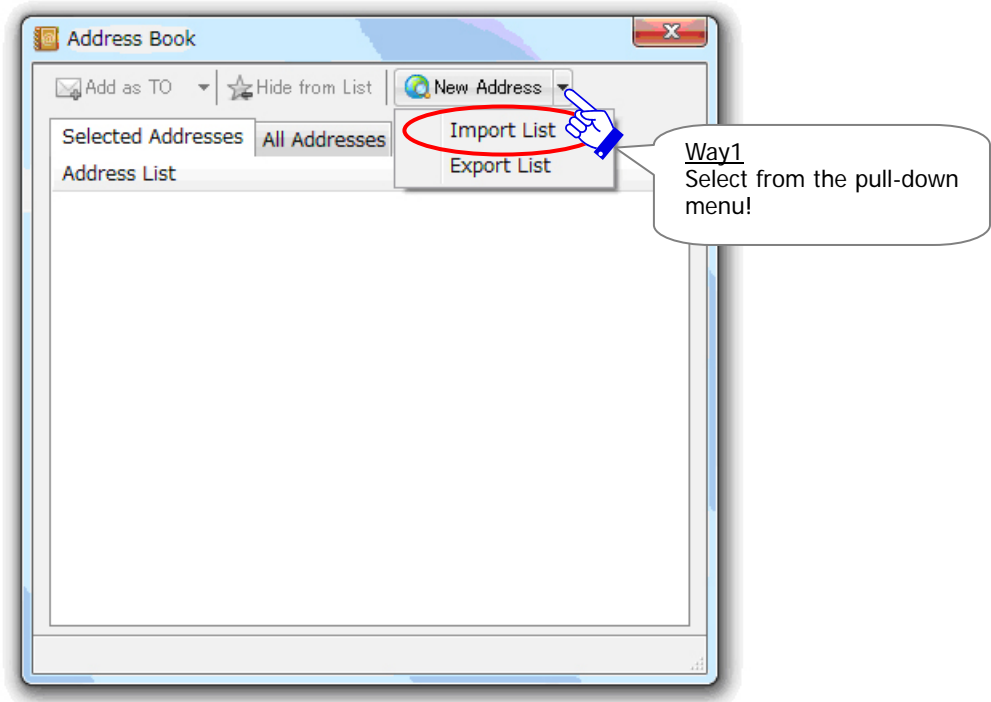 Address Book
Add as TO Hide from List New Address
Selected Addresses All Addresses
Import List
Export List
Address List
Way1
Select from the pull-down
menu!